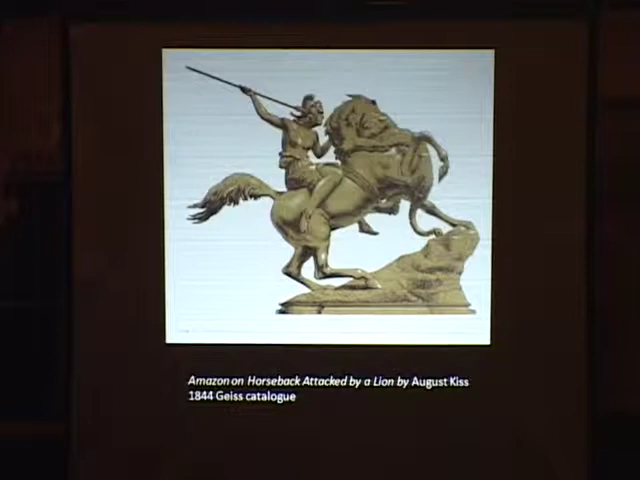 Amazon on Horseback Attacked by a Lion by August Kiss
1844 Geiss catalogue